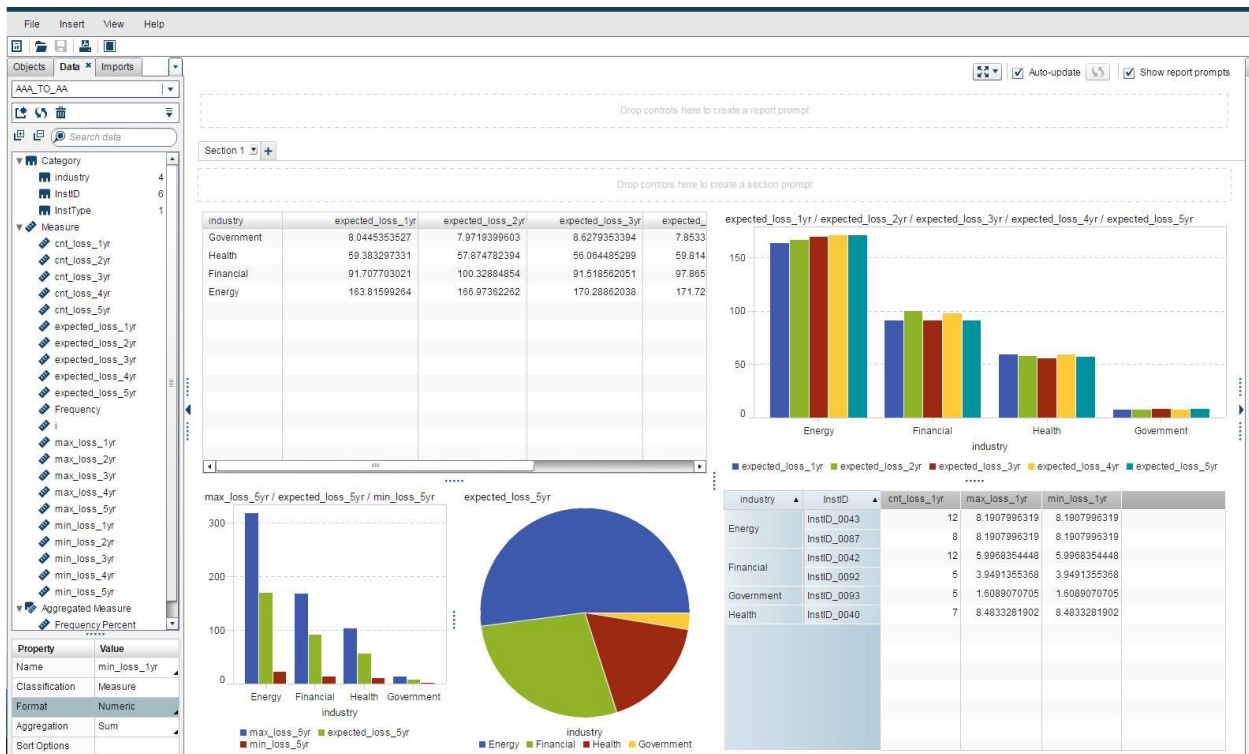 File Insert View Help
Objects Data Imports
Auto-update Show report prompts
AAA_TO_AA
Search data
Category
industry 4
InstID 6
InstType 1
Measure
cnt_loss_1yr
cnt_loss_2yr
cnt_loss_3yr
cnt_loss_4yr
cnt_loss_5yr
expected_loss_1yr
expected_loss_2yr
expected_loss_3yr
expected_loss_4yr
expected_loss_5yr
Frequency
i
max_loss_1yr
max_loss_2yr
max_loss_3yr
max_loss_4yr
max_loss_5yr
min_loss_1yr
min_loss_2yr
min_loss_3yr
min_loss_4yr
min_loss_5yr
Aggregated Measure
Frequency Percent
Property Value
Name min_loss_1yr
Classification Measure
Format Numeric
Aggregation Sum
Sort Options
Drop controls here to create a report prompt
Section 1
Drop controls here to create a section prompt
industry expected_loss_1yr expected_loss_2yr expected_loss_3yr expected_
Government 8.0445353527 7.9719399603 8.6279353394 7.8533
Health 59.383297331 57.874782394 56.064485299 59.814
Financial 91.707703021 100.32884854 91.518562051 97.865
Energy 163.81599264 166.97362262 170.28862038 171.72
expected_loss_1yr / expected_loss_2yr / expected_loss_3yr / expected_loss_4yr / expected_loss_5yr
150
100
50
0
Energy Financial Health Government
industry
expected_loss_1yr expected_loss_2yr expected_loss_3yr expected_loss_4yr expected_loss_5yr
max_loss_5yr / expected_loss_5yr / min_loss_5yr
300
200
100
0
Energy Financial Health Government
industry
max_loss_5yr expected_loss_5yr
min_loss_5yr
expected_loss_5yr
industry
Energy Financial Health Government
industry InstID cnt_loss_1yr max_loss_1yr min_loss_1yr
Energy InstID_0043 12 8.1907996319 8.1907996319
InstID_0087 8 8.1907996319 8.1907996319
Financial InstID_0042 12 5.9968354448 5.9968354448
InstID_0092 5 3.9491355368 3.9491355368
Government InstID_0093 5 1.6089070705 1.6089070705
Health InstID_0040 7 8.4833281902 8.4833281902